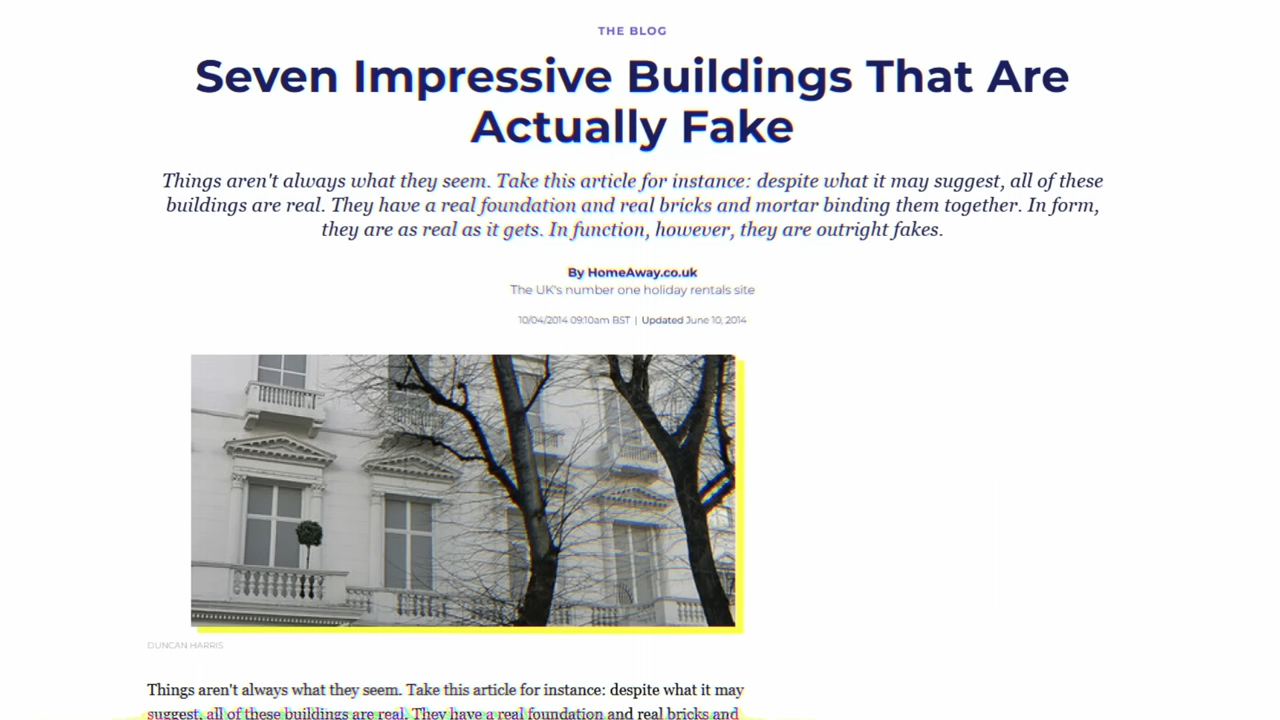 THE BLOG
Seven Impressive Buildings That Are
Actually Fake
Things aren't always what they seem. Take this article for instance: despite what it may suggest, all of these
buildings are real. They have a real foundation and real bricks and mortar binding them together. In form,
they are as real as it gets. In function, however, they are outright fakes.
By HomeAway.co.uk
The UK's number one holiday rentals site
10/04/2014 09:10am BST | Updated June 10, 2014
DUNCAN HARRIS
Things aren't always what they seem. Take this article for instance: despite what it may
suggest, all of these buildings are real. They have a real foundation and real bricks and